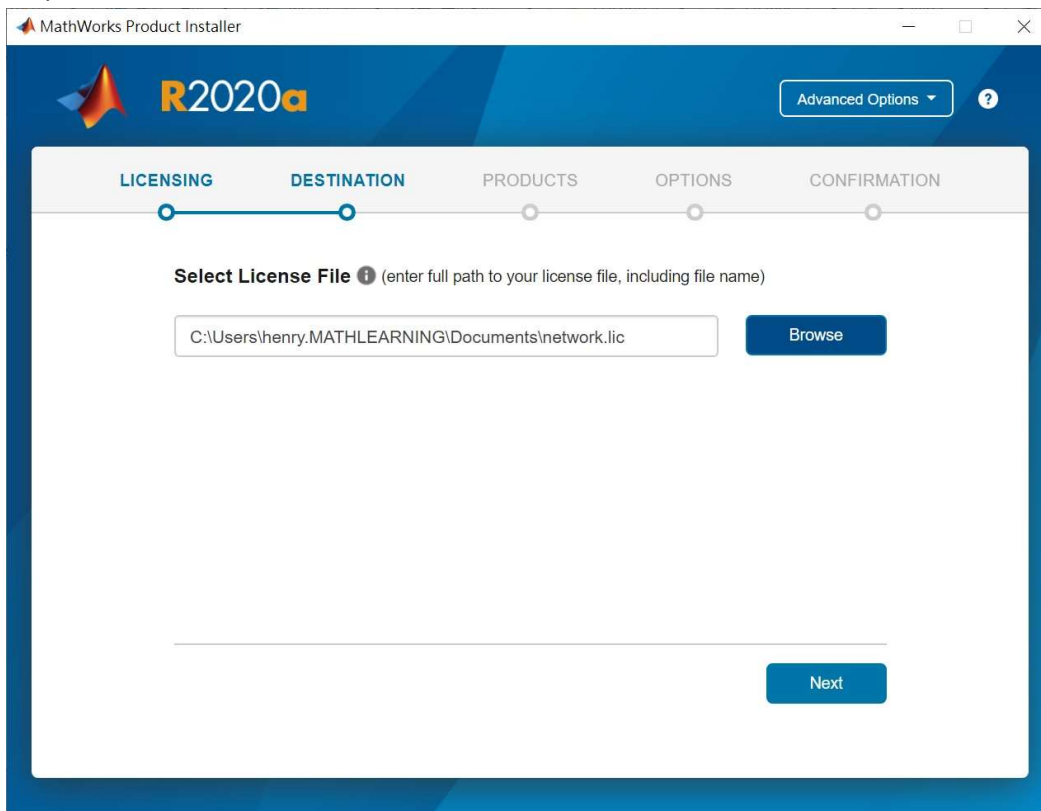 MathWorks Product Installer
R2020a
Advanced Options
?
LICENSING DESTINATION PRODUCTS OPTIONS CONFIRMATION
Select License File i (enter full path to your license file, including file name)
C:\Users\henry.MATHLEARNING\Documents\network.lic
Browse
Next